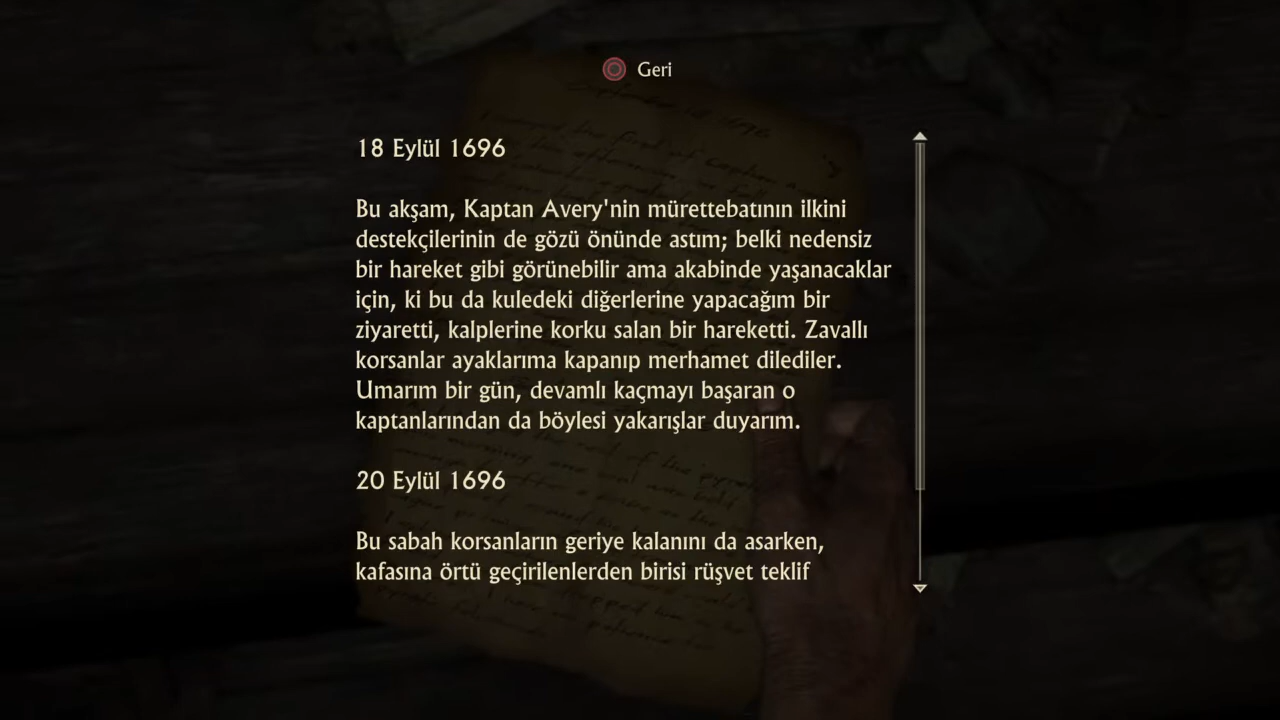 Geri
18 Eylül 1696
Bu akşam, Kaptan Avery'nin mürettebatının ilkini
destekçilerinin de gözü önünde astım; belki nedensiz
bir hareket gibi görünebilir ama akabinde yaşanacaklar
için, ki bu da kuledeki diğerlerine yapacağım bir
ziyaretti, kalplerine korku salan bir hareketti. Zavallı
korsanlar ayaklarıma kapanıp merhamet dilediler.
Umarım bir gün, devamlı kaçmayı başaran o
kaptanlarından da böylesi yakarışlar duyarım.
20 Eylül 1696
Bu sabah korsanların geriye kalanını da asarken,
kafasına örtü geçirilenlerden birisi rüşvet teklif